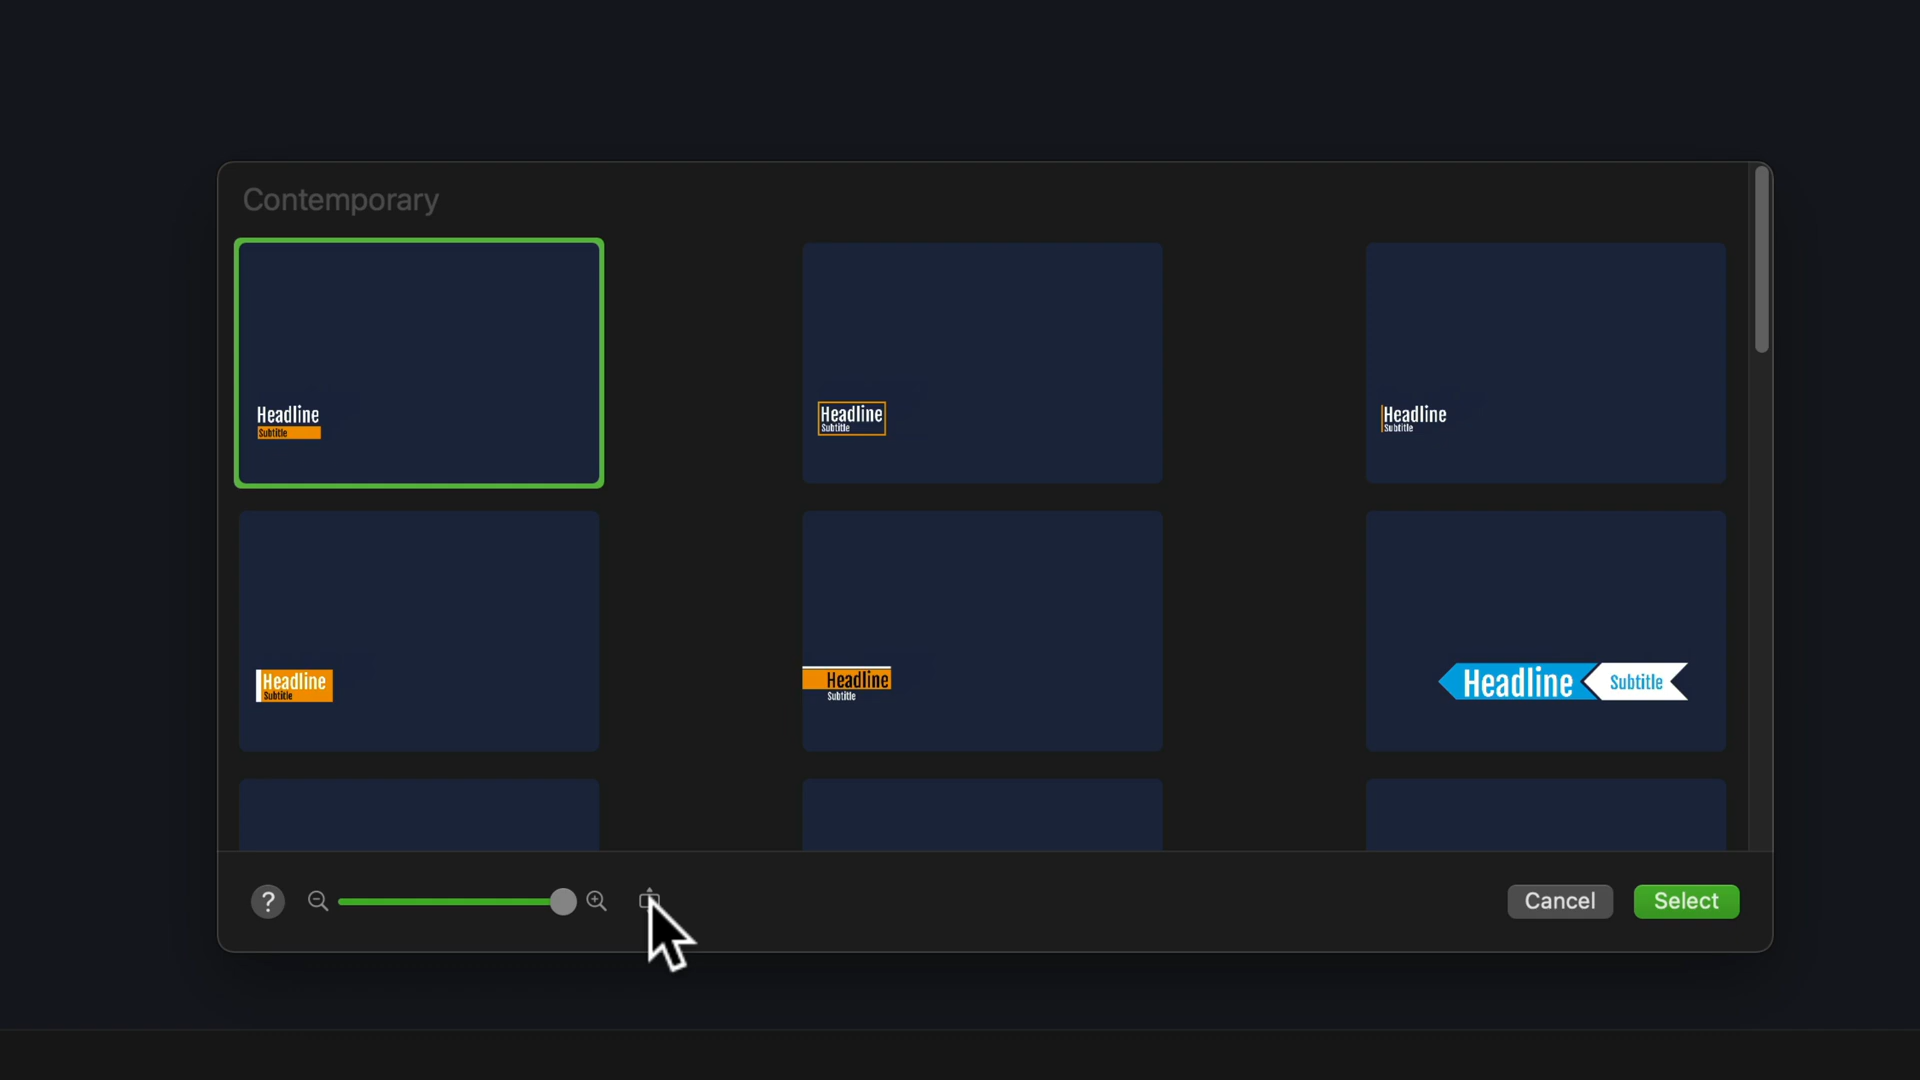 Contemporary
Headline
Subtitle
Headline
Subtitle
Headline
Subtitle
Headline
Subtitle
Headline
Subtitle
Headline Subtitle
?
Cancel
Select